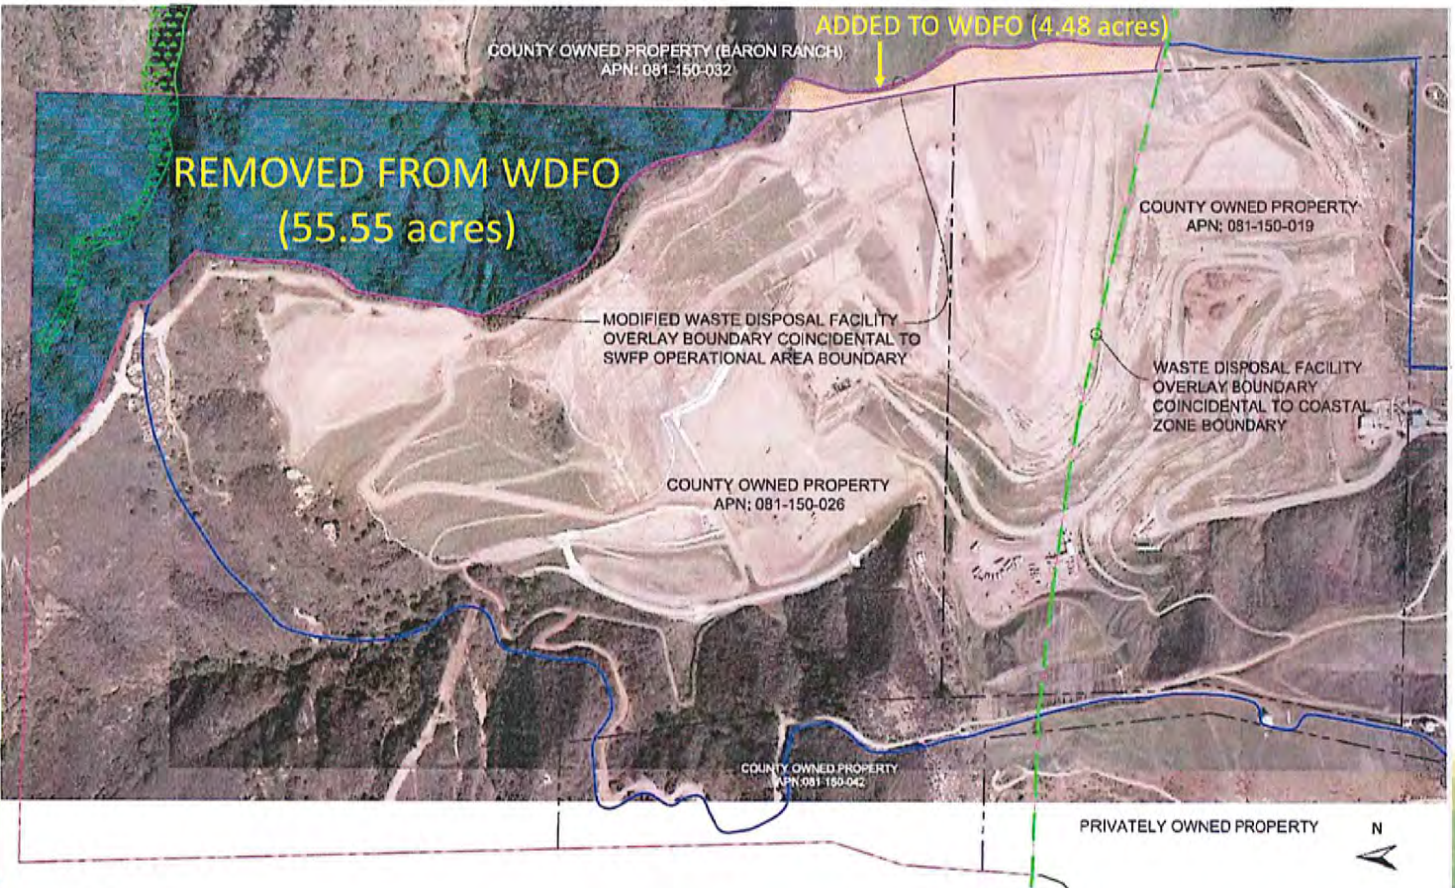 ADDED TO WDFO (4.48 acres)
COUNTY OWNED PROPERTY (BARON RANCH)
APN: 081-150-032
REMOVED FROM WDFO
(55.55 acres)
COUNTY OWNED PROPERTY
APN: 081-150-019
MODIFIED WASTE DISPOSAL FACILITY
OVERLAY BOUNDARY COINCIDENTAL TO
SWFP OPERATIONAL AREA BOUNDARY
WASTE DISPOSAL FACILITY
OVERLAY BOUNDARY
COINCIDENTAL TO COASTAL
ZONE BOUNDARY
COUNTY OWNED PROPERTY
APN: 081-150-026
COUNTY OWNED PROPERTY
APN:081-150-042
PRIVATELY OWNED PROPERTY
N